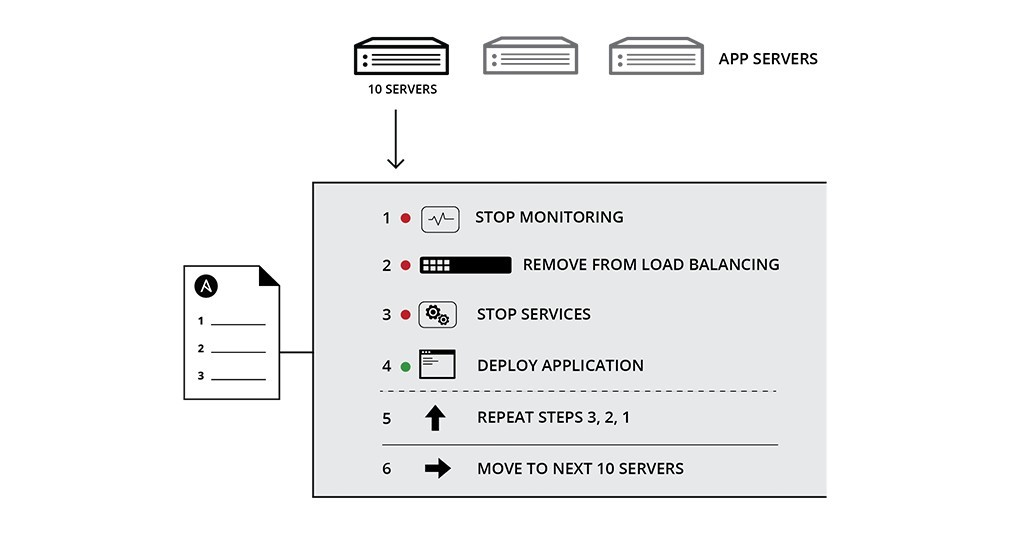 APP SERVERS
10 SERVERS
1 STOP MONITORING
2 REMOVE FROM LOAD BALANCING
3 STOP SERVICES
4 DEPLOY APPLICATION
5 REPEAT STEPS 3, 2, 1
6 MOVE TO NEXT 10 SERVERS
A
1
2
3